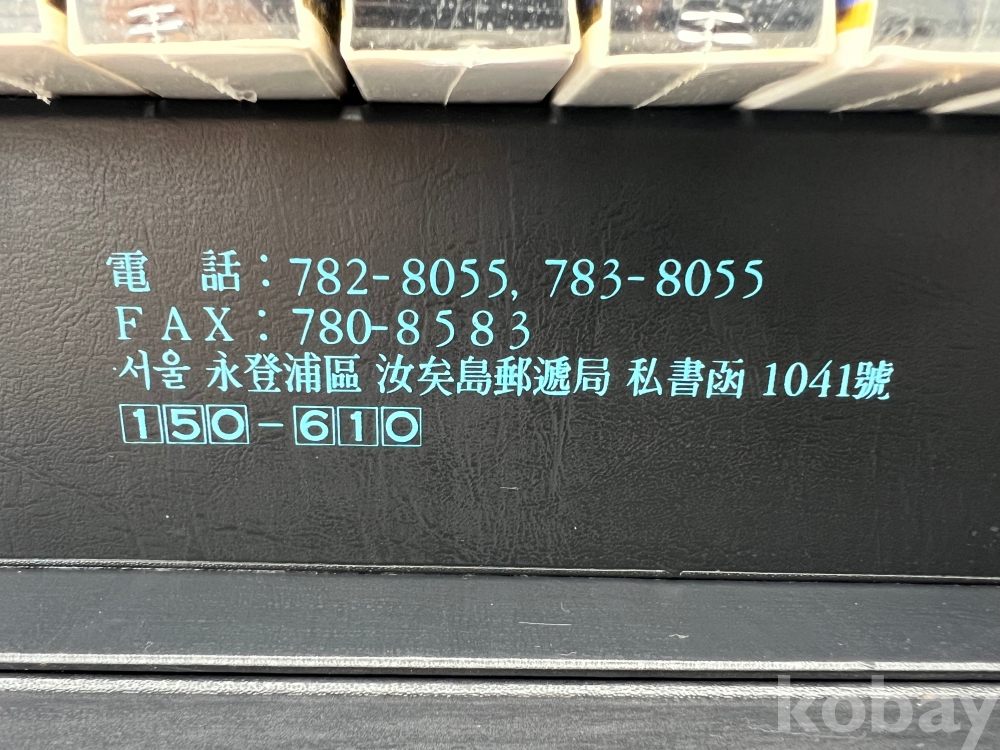 電 話 : 782-8055, 783-8055
FAX : 780-8583
서울 永登浦區 汝矣島郵遞局 私書函 1041號
150-610
kobay